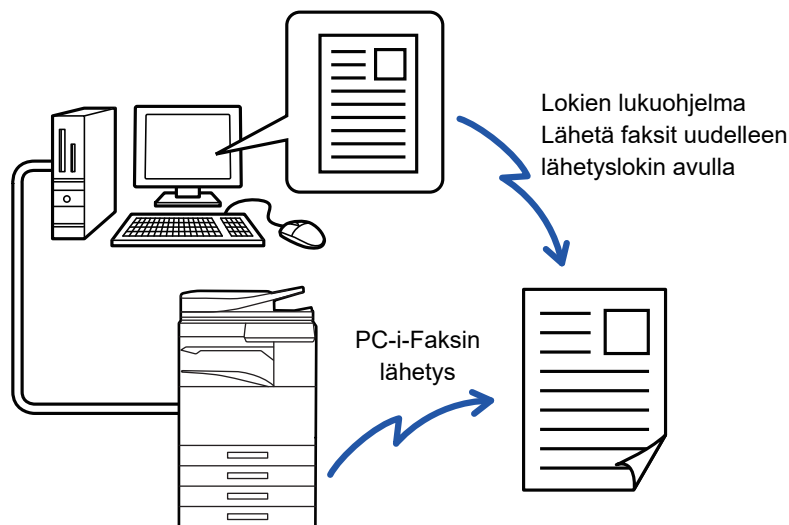 Lokien lukuohjelma
Lähetä faksit uudelleen
lähetyslokin avulla
PC-i-Faksin
lähetys